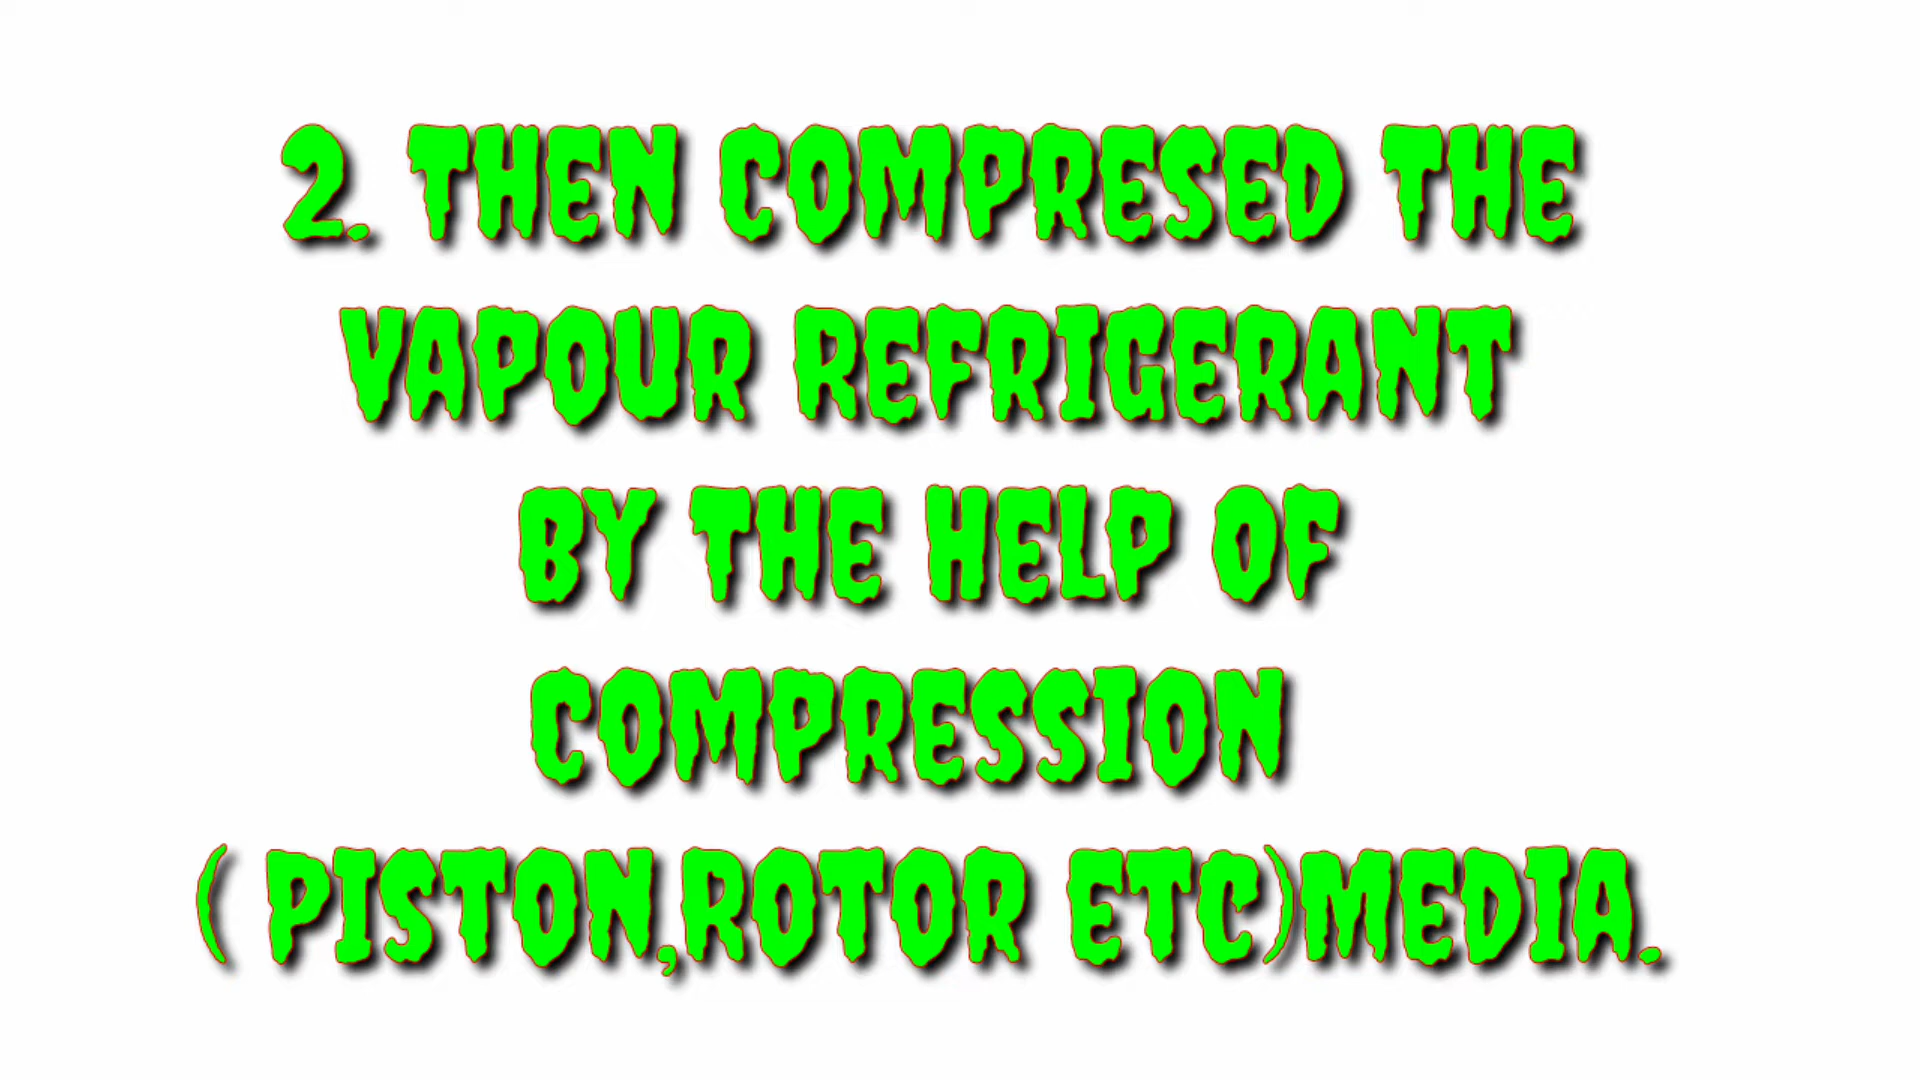 2. THEN COMPRESED THE
VAPOUR REFRIGERANT
BY THE HELP OF
COMPRESSION
( PISTON,ROTOR ETC)MEDIA.